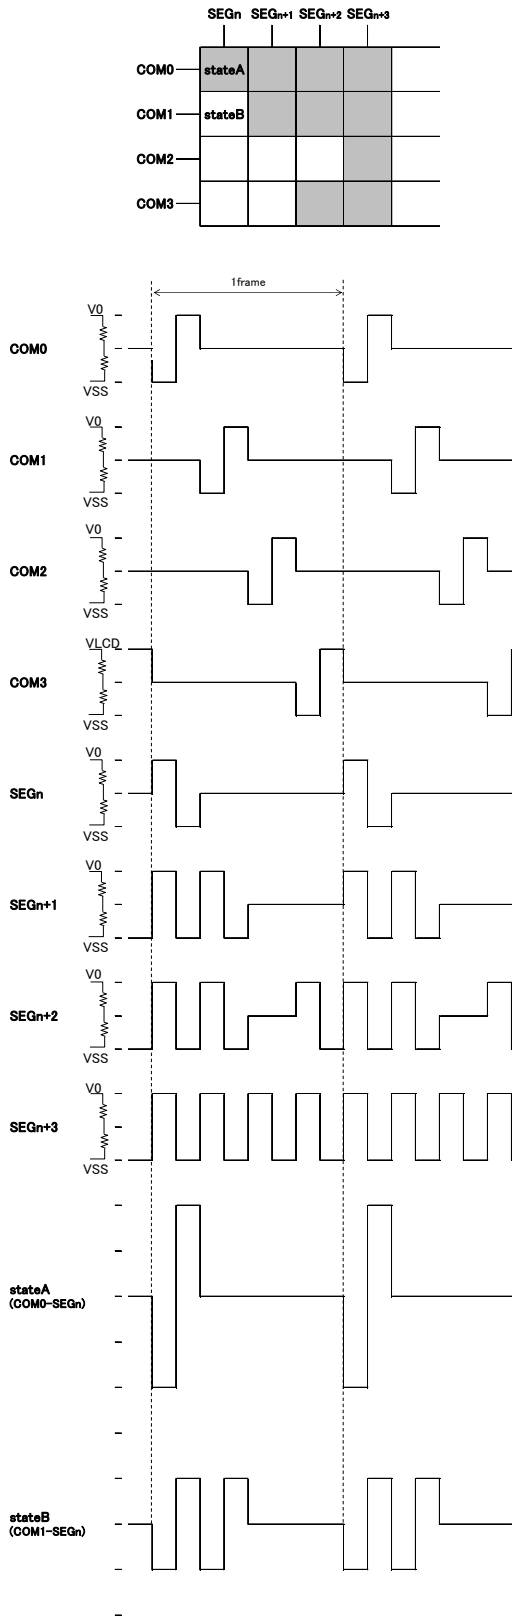 SEGn SEGn+1 SEGn+2 SEGn+3
COM0 stateA
COM1 stateB
COM2
COM3
1frame
V0
COM0
VSS
V0
COM1
VSS
V0
COM2
VSS
VLCD
COM3
VSS
V0
SEGn
VSS
V0
SEGn+1
VSS
V0
SEGn+2
VSS
V0
SEGn+3
VSS
stateA
(COM0-SEGn)
stateB
(COM1-SEGn)